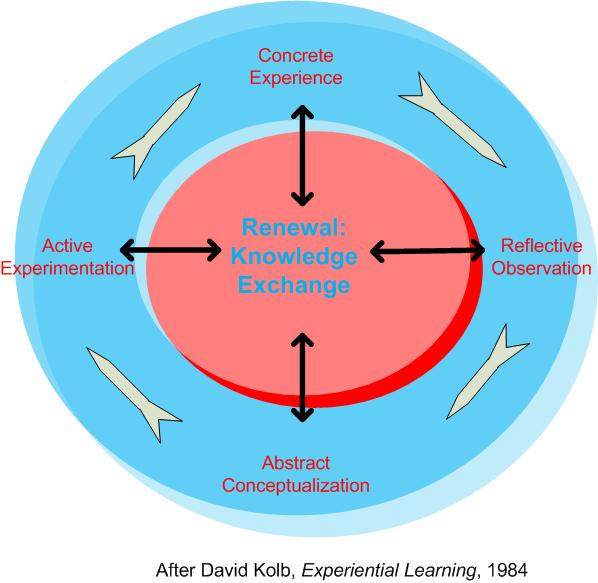 Concrete
Experience
Renewal:
Knowledge
Exchange
Active
Experimentation
Reflective
Observation
Abstract
Conceptualization
After David Kolb, Experiential Learning, 1984